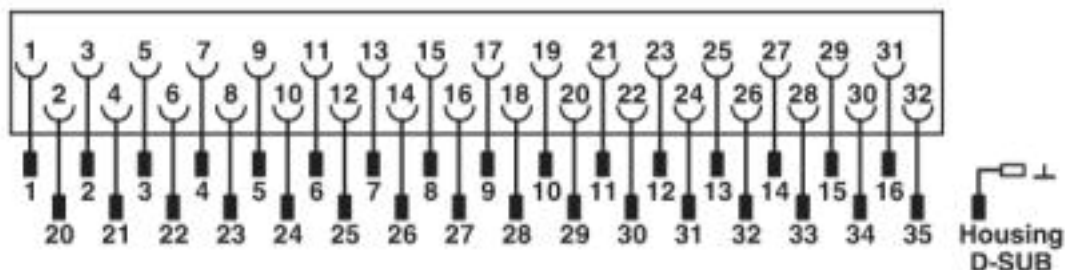 1 3 5 7 9 11 13 15 17 19 21 23 25 27 29 31
2 4 6 8 10 12 14 16 18 20 22 24 26 28 30 32
1 2 3 4 5 6 7 8 9 10 11 12 13 14 15 16
20 21 22 23 24 25 26 27 28 29 30 31 32 33 34 35 Housing
D-SUB